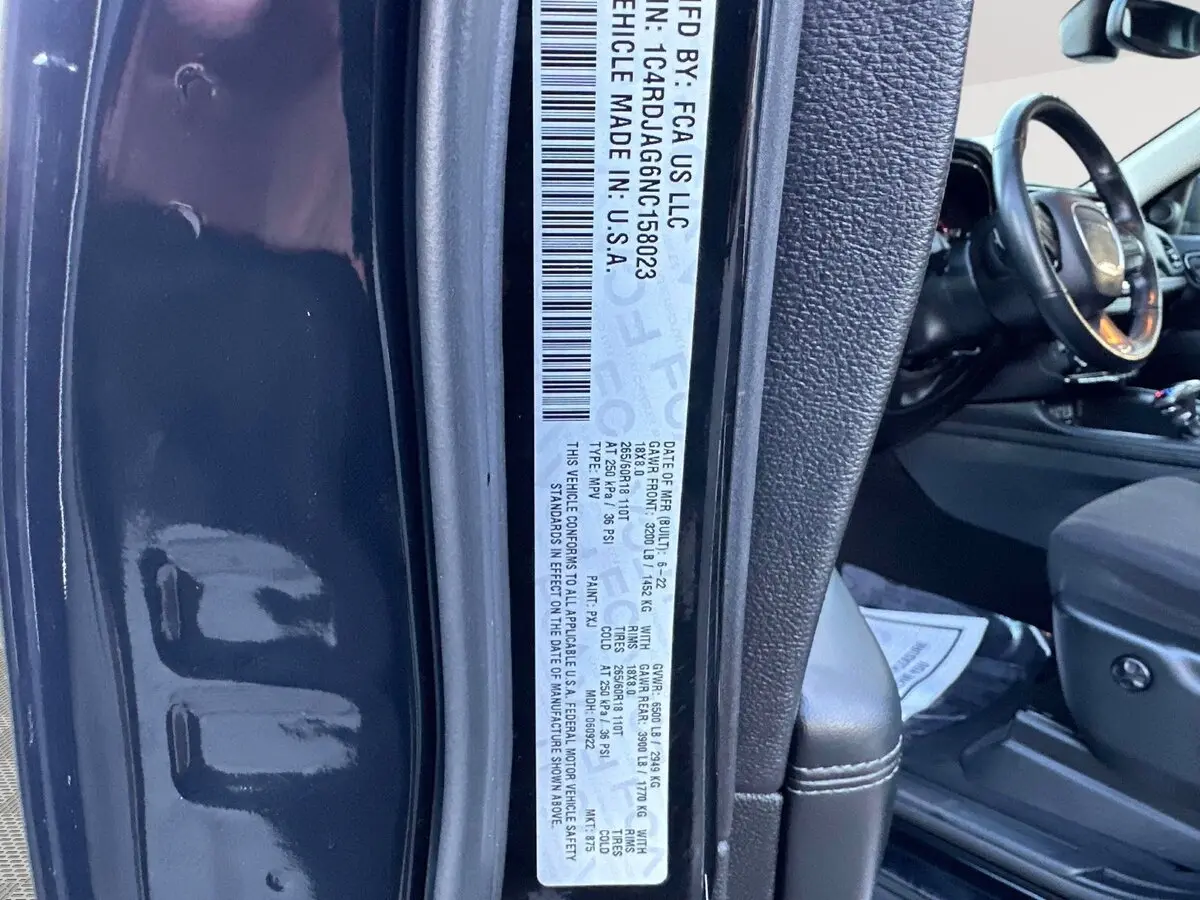 MFD BY: FCA US LLC
VIN: 1C4RDJAG6NC158023
VEHICLE MADE IN: U.S.A.
DATE OF MFR (BUILT): 6-22
GVWR: 6500 LB / 2949 KG
GAWR FRONT: 3200 LB / 1452 KG WITH
GAWR REAR: 3900 LB / 1770 KG WITH
18X8.0 RIMS
18X8.0 RIMS
265/60R18 110T TIRES
265/60R18 110T TIRES
AT 250 kPa / 36 PSI COLD
AT 250 kPa / 36 PSI COLD
TYPE: MPV PAINT: PXJ MDH: 060922 MKT: 875
THIS VEHICLE CONFORMS TO ALL APPLICABLE U.S.A. FEDERAL MOTOR VEHICLE SAFETY
STANDARDS IN EFFECT ON THE DATE OF MANUFACTURE SHOWN ABOVE.